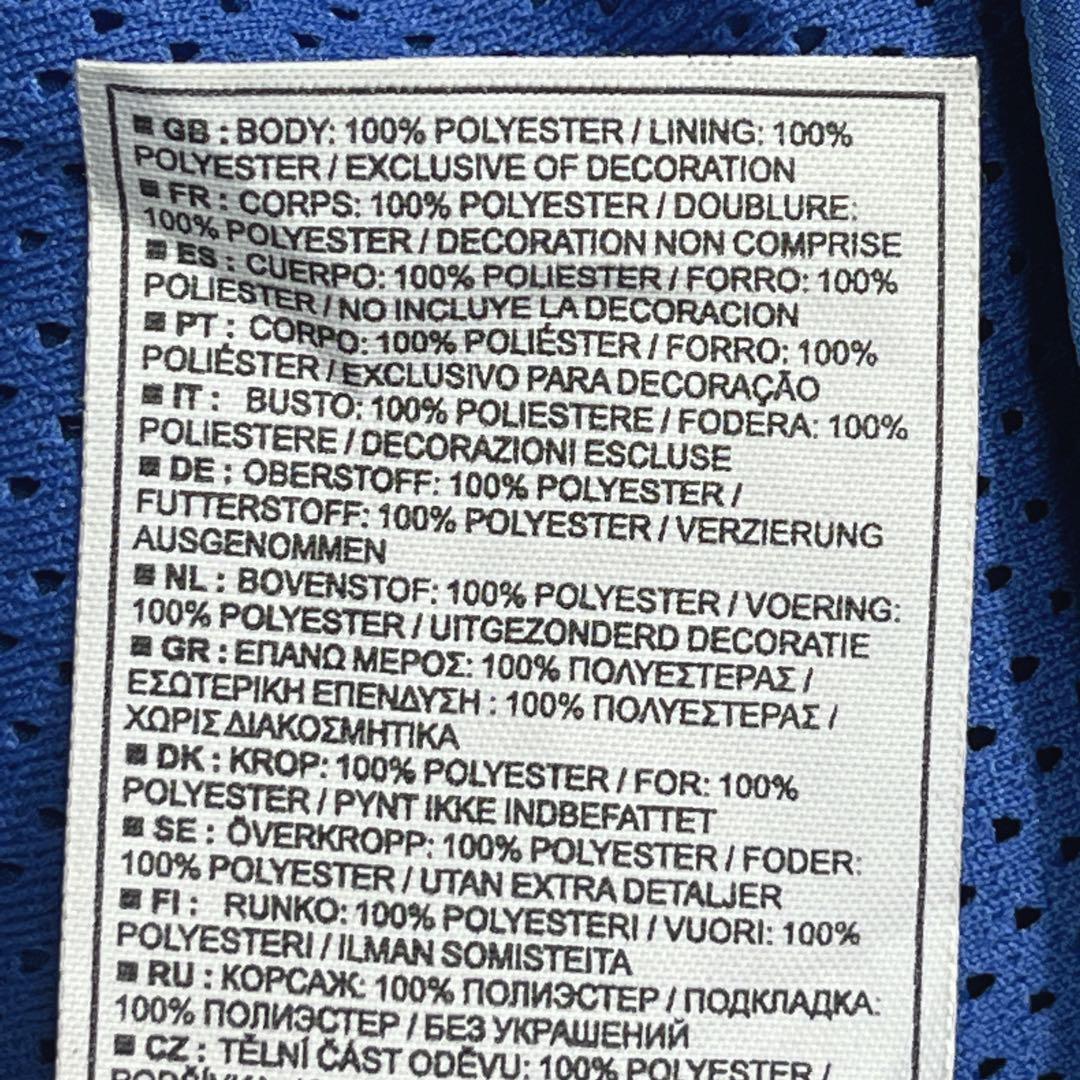 ■ GB : BODY: 100% POLYESTER / LINING: 100%
POLYESTER / EXCLUSIVE OF DECORATION
■ FR : CORPS: 100% POLYESTER / DOUBLURE:
100% POLYESTER / DECORATION NON COMPRISE
■ ES : CUERPO: 100% POLIESTER / FORRO: 100%
POLIESTER / NO INCLUYE LA DECORACION
■ PT : CORPO: 100% POLIÉSTER / FORRO: 100%
POLIÉSTER / EXCLUSIVO PARA DECORAÇÃO
■ IT : BUSTO: 100% POLIESTERE / FODERA: 100%
POLIESTERE / DECORAZIONI ESCLUSE
■ DE : OBERSTOFF: 100% POLYESTER /
FUTTERSTOFF: 100% POLYESTER / VERZIERUNG
AUSGENOMMEN
■ NL : BOVENSTOF: 100% POLYESTER / VOERING:
100% POLYESTER / UITGEZONDERD DECORATIE
■ GR : ΕΠΑΝΩ ΜΕΡΟΣ: 100% ΠΟΛΥΕΣΤΕΡΑΣ /
ΕΣΩΤΕΡΙΚΗ ΕΠΕΝΔΥΣΗ : 100% ΠΟΛΥΕΣΤΕΡΑΣ /
ΧΩΡΙΣ ΔΙΑΚΟΣΜΗΤΙΚΑ
■ DK : KROP: 100% POLYESTER / FOR: 100%
POLYESTER / PYNT IKKE INDBEFATTET
■ SE : ÖVERKROPP: 100% POLYESTER / FODER:
100% POLYESTER / UTAN EXTRA DETALJER
■ FI : RUNKO: 100% POLYESTERI / VUORI: 100%
POLYESTERI / ILMAN SOMISTEITA
■ RU : КОРСАЖ: 100% ПОЛИЭСТЕР / ПОДКЛАДКА:
100% ПОЛИЭСТЕР / БЕЗ УКРАШЕНИЙ
■ CZ : TĚLNÍ ČÁST ODĚVU: 100% POLYESTER /